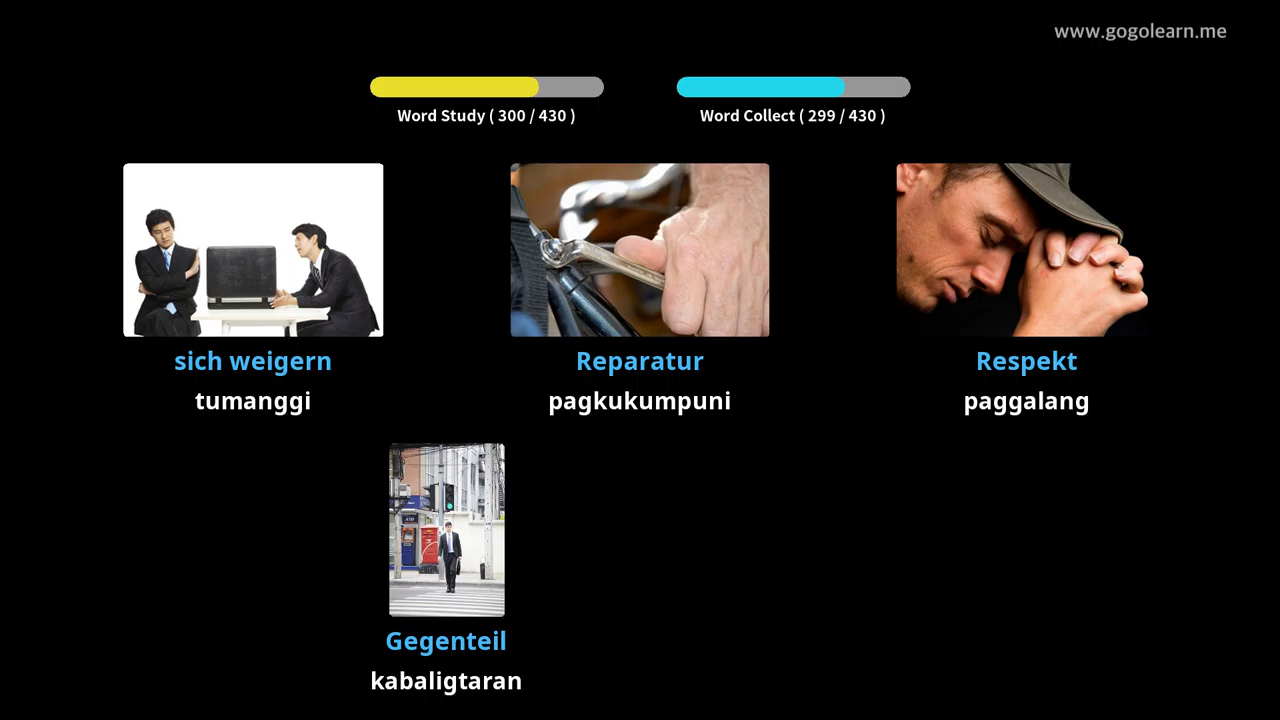 www.gogolearn.me
Word Study ( 300 / 430 )
Word Collect ( 299 / 430 )
sich weigern
tumanggi
Reparatur
pagkukumpuni
Respekt
paggalang
Gegenteil
kabaligtaran